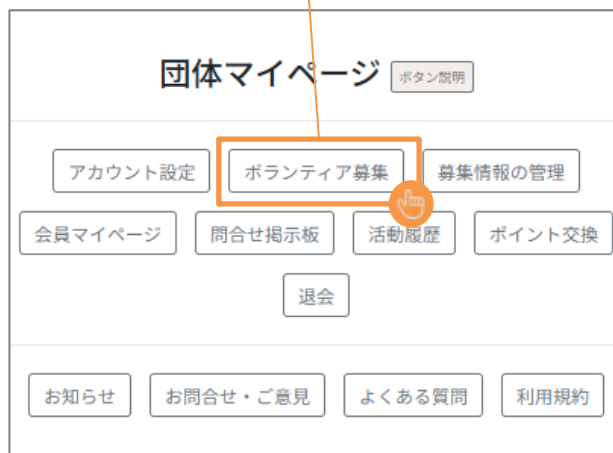 団体マイページ ボタン説明
アカウント設定 ボランティア募集 募集情報の管理
会員マイページ 問合せ掲示板 活動履歴 ポイント交換
退会
お知らせ お問合せ・ご意見 よくある質問 利用規約